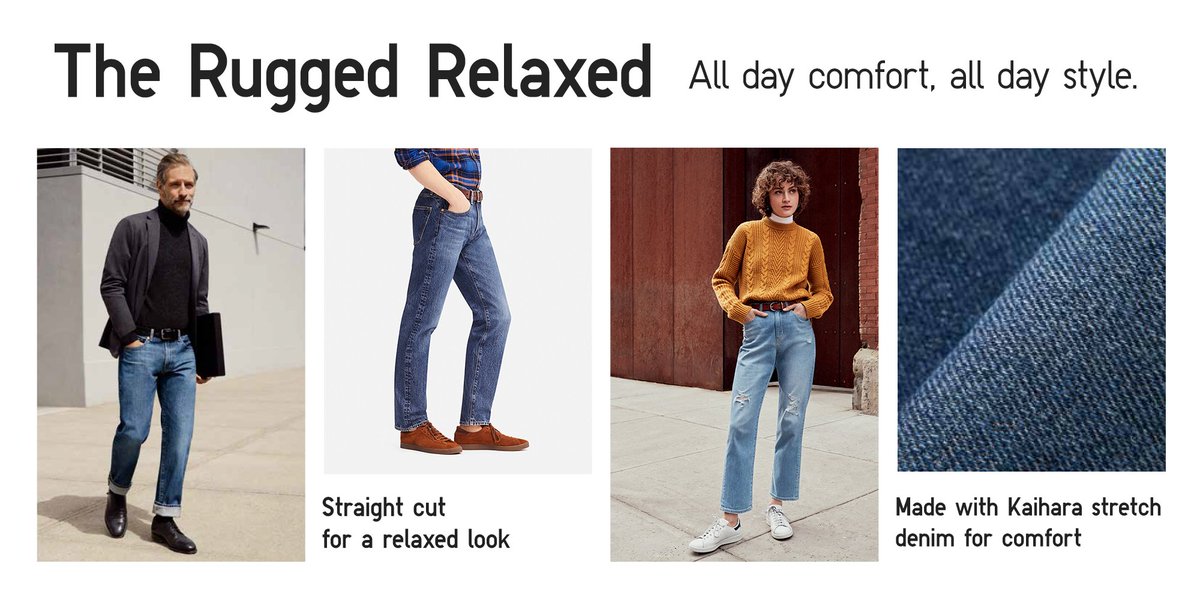 The Rugged Relaxed
All day comfort, all day style.
Straight cut
for a relaxed look
Made with Kaihara stretch
denim for comfort